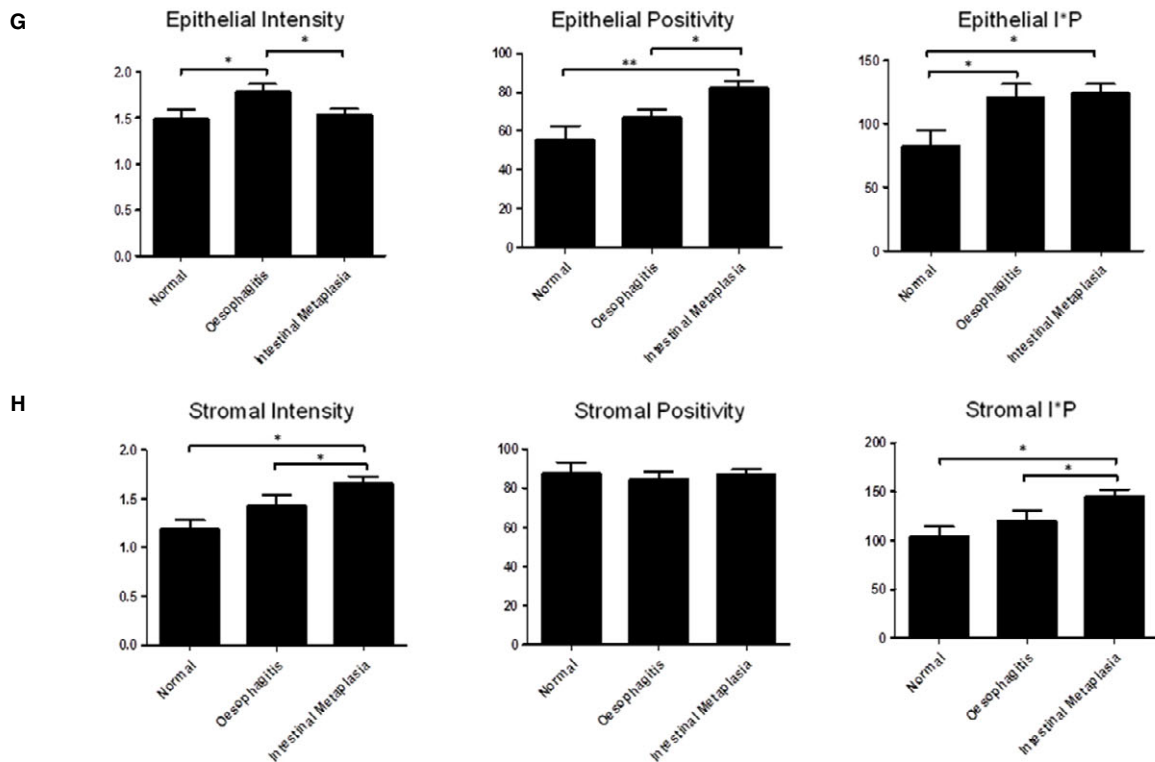 G
Epithelial Intensity
2.0
1.5
1.0
0.5
0.0
*
*
Normal
Oesophagitis
Intestinal Metaplasia
Epithelial Positivity
100
80
60
40
20
0
*
**
Normal
Oesophagitis
Intestinal Metaplasia
Epithelial I*P
150
100
50
0
*
*
Normal
Oesophagitis
Intestinal Metaplasia
H
Stromal Intensity
2.0
1.5
1.0
0.5
0.0
*
*
Normal
Oesophagitis
Intestinal Metaplasia
Stromal Positivity
100
80
60
40
20
0
Normal
Oesophagitis
Intestinal Metaplasia
Stromal I*P
200
150
100
50
0
*
*
Normal
Oesophagitis
Intestinal Metaplasia